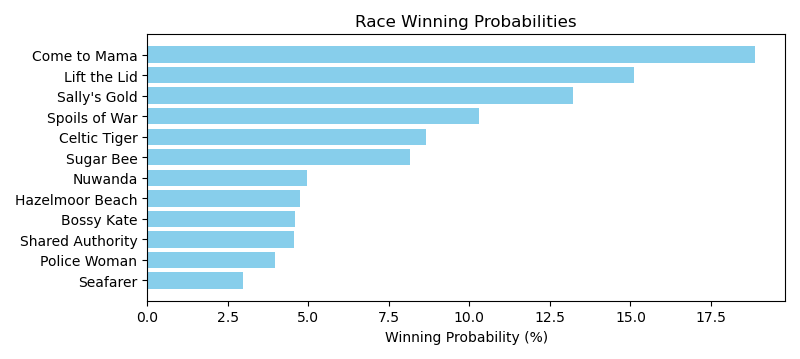 Race Winning Probabilities
Come to Mama
Lift the Lid
Sally's Gold
Spoils of War
Celtic Tiger
Sugar Bee
Nuwanda
Hazelmoor Beach
Bossy Kate
Shared Authority
Police Woman
Seafarer
0.0 2.5 5.0 7.5 10.0 12.5 15.0 17.5
Winning Probability (%)